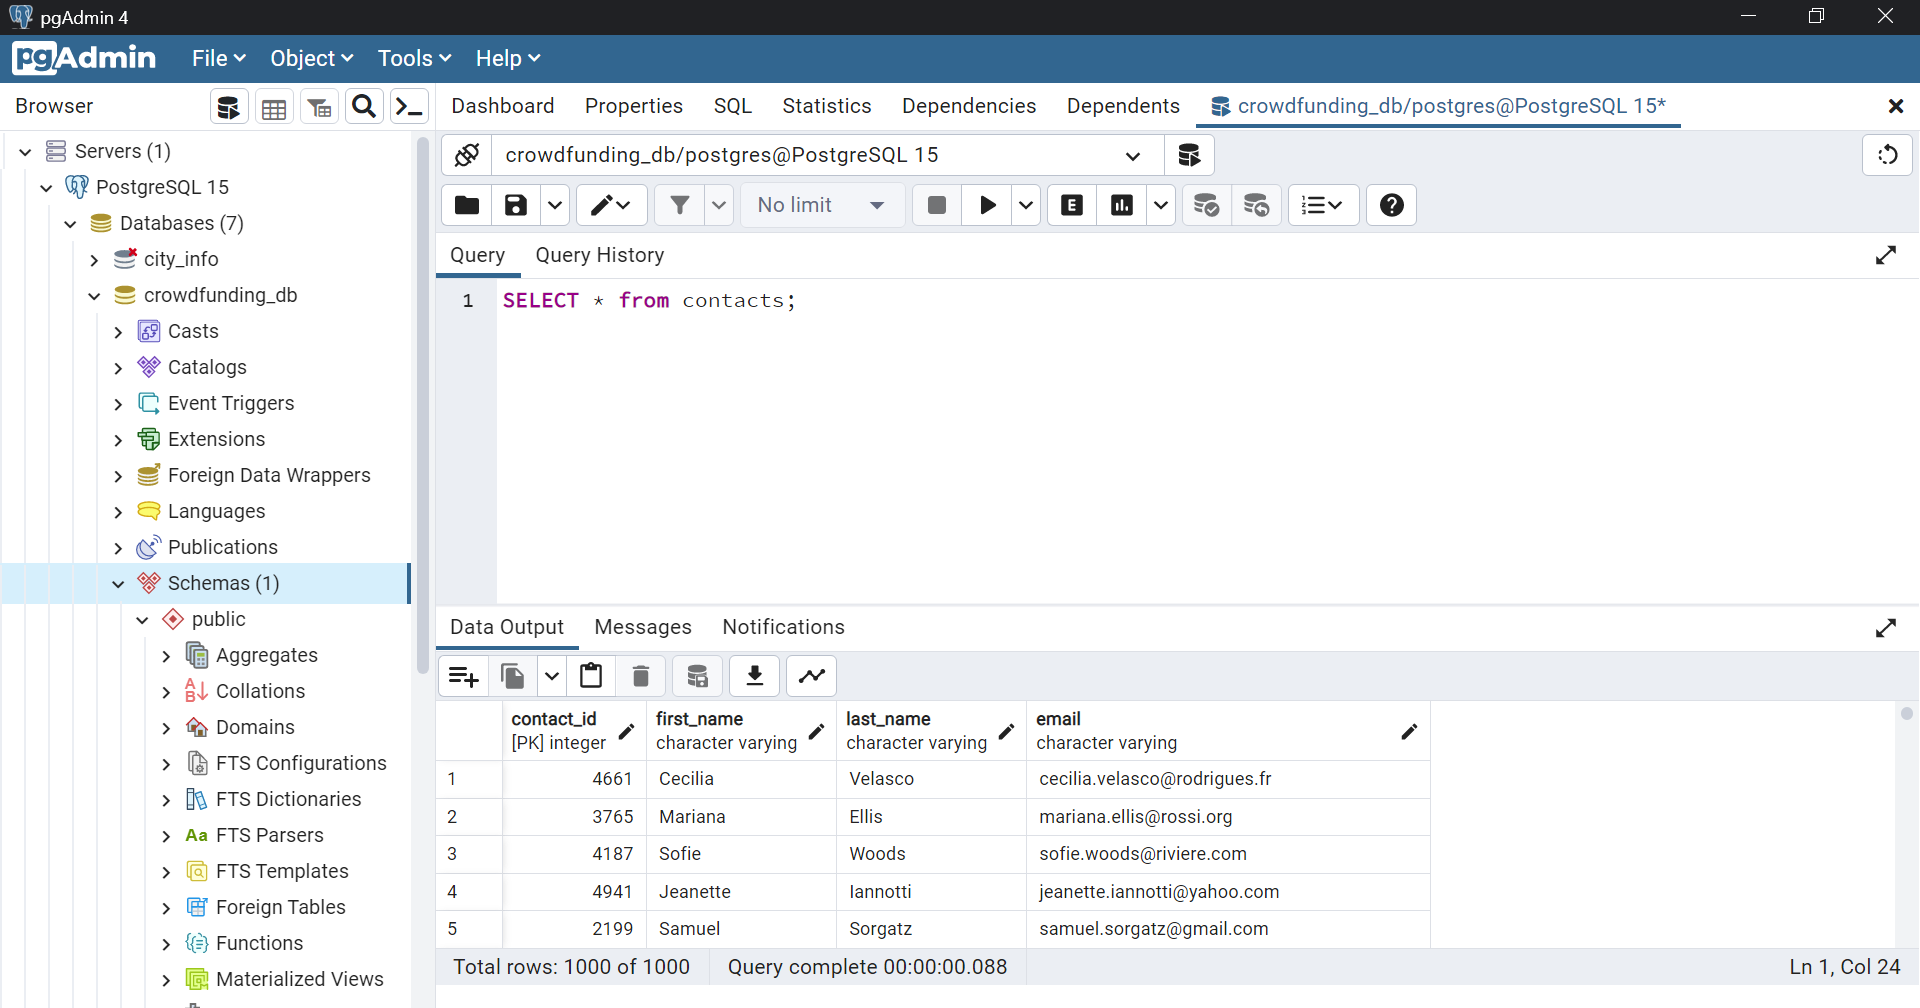 pgAdmin 4
pgAdmin File Object Tools Help
Browser
Dashboard Properties SQL Statistics Dependencies Dependents crowdfunding_db/postgres@PostgreSQL 15*
Servers (1)
PostgreSQL 15
Databases (7)
city_info
crowdfunding_db
Casts
Catalogs
Event Triggers
Extensions
Foreign Data Wrappers
Languages
Publications
Schemas (1)
public
Aggregates
Collations
Domains
FTS Configurations
FTS Dictionaries
Aa FTS Parsers
FTS Templates
Foreign Tables
Functions
Materialized Views
crowdfunding_db/postgres@PostgreSQL 15
No limit E
Query Query History
1 SELECT * from contacts;
Data Output Messages Notifications
contact_id first_name last_name email
[PK] integer character varying character varying character varying
1 4661 Cecilia Velasco cecilia.velasco@rodrigues.fr
2 3765 Mariana Ellis mariana.ellis@rossi.org
3 4187 Sofie Woods sofie.woods@riviere.com
4 4941 Jeanette Iannotti jeanette.iannotti@yahoo.com
5 2199 Samuel Sorgatz samuel.sorgatz@gmail.com
Total rows: 1000 of 1000 Query complete 00:00:00.088 Ln 1, Col 24